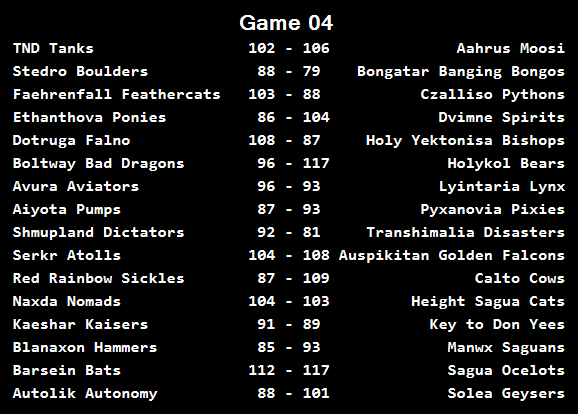 Game 04
TND Tanks 102 - 106 Aahrus Moosi
Stedro Boulders 88 - 79 Bongatar Banging Bongos
Faehrenfall Feathercats 103 - 88 Czalliso Pythons
Ethanthova Ponies 86 - 104 Dvimne Spirits
Dotruga Falno 108 - 87 Holy Yektonisa Bishops
Boltway Bad Dragons 96 - 117 Holykol Bears
Avura Aviators 96 - 93 Lyintaria Lynx
Aiyota Pumps 87 - 93 Pyxanovia Pixies
Shmupland Dictators 92 - 81 Transhimalia Disasters
Serkr Atolls 104 - 108 Auspikitan Golden Falcons
Red Rainbow Sickles 87 - 109 Calto Cows
Naxda Nomads 104 - 103 Height Sagua Cats
Kaeshar Kaisers 91 - 89 Key to Don Yees
Blanaxon Hammers 85 - 93 Manwx Saguans
Barsein Bats 112 - 117 Sagua Ocelots
Autolik Autonomy 88 - 101 Solea Geysers